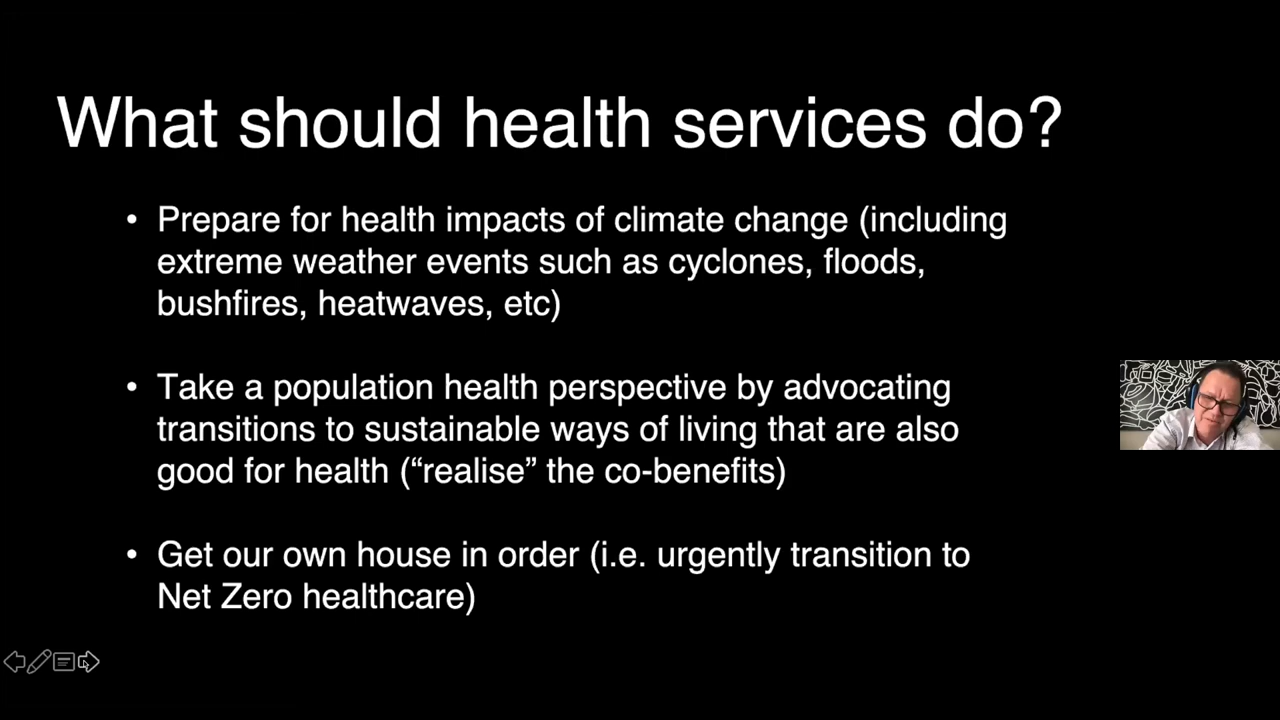 What should health services do?
• Prepare for health impacts of climate change (including
extreme weather events such as cyclones, floods,
bushfires, heatwaves, etc)
• Take a population health perspective by advocating
transitions to sustainable ways of living that are also
good for health (“realise” the co-benefits)
• Get our own house in order (i.e. urgently transition to
Net Zero healthcare)